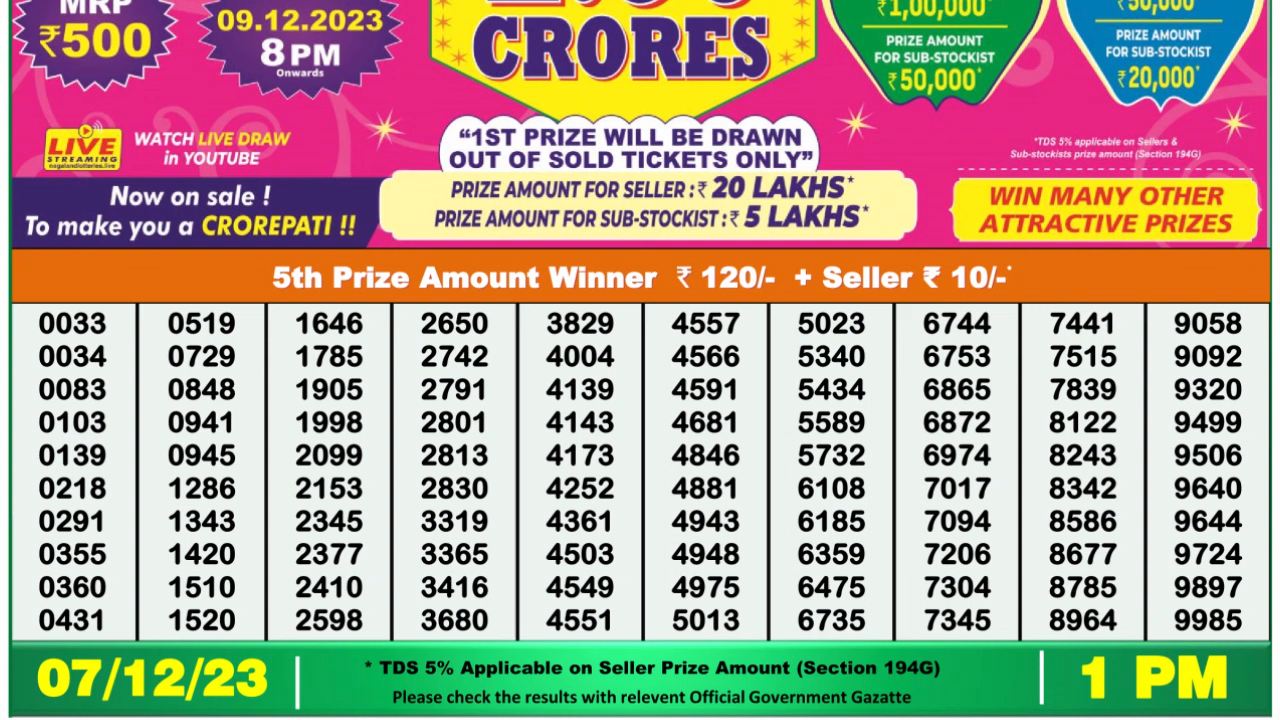 MRP
₹500
09.12.2023
8 PM
Onwards
CRORES
₹1,00,000*
PRIZE AMOUNT
FOR SUB-STOCKIST
₹50,000*
₹50,000*
PRIZE AMOUNT
FOR SUB-STOCKIST
₹20,000*
LIVE
STREAMING
nagalandlotteries.live
WATCH LIVE DRAW
in YOUTUBE
"1ST PRIZE WILL BE DRAWN
OUT OF SOLD TICKETS ONLY"
*TDS 5% applicable on Sellers &
Sub-stockists prize amount (Section 194G)
Now on sale !
To make you a CROREPATI !!
PRIZE AMOUNT FOR SELLER :₹ 20 LAKHS*
PRIZE AMOUNT FOR SUB-STOCKIST :₹ 5 LAKHS*
WIN MANY OTHER
ATTRACTIVE PRIZES
5th Prize Amount Winner ₹ 120/- + Seller ₹ 10/-*
0033 0519 1646 2650 3829 4557 5023 6744 7441 9058
0034 0729 1785 2742 4004 4566 5340 6753 7515 9092
0083 0848 1905 2791 4139 4591 5434 6865 7839 9320
0103 0941 1998 2801 4143 4681 5589 6872 8122 9499
0139 0945 2099 2813 4173 4846 5732 6974 8243 9506
0218 1286 2153 2830 4252 4881 6108 7017 8342 9640
0291 1343 2345 3319 4361 4943 6185 7094 8586 9644
0355 1420 2377 3365 4503 4948 6359 7206 8677 9724
0360 1510 2410 3416 4549 4975 6475 7304 8785 9897
0431 1520 2598 3680 4551 5013 6735 7345 8964 9985
07/12/23
* TDS 5% Applicable on Seller Prize Amount (Section 194G)
Please check the results with relevent Official Government Gazatte
1 PM